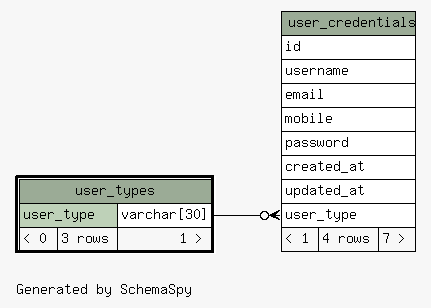 user_credentials
id
username
email
mobile
password
created_at
updated_at
user_type
< 1 4 rows 7 >
user_types
user_type varchar[30]
< 0 3 rows 1 >
Generated by SchemaSpy